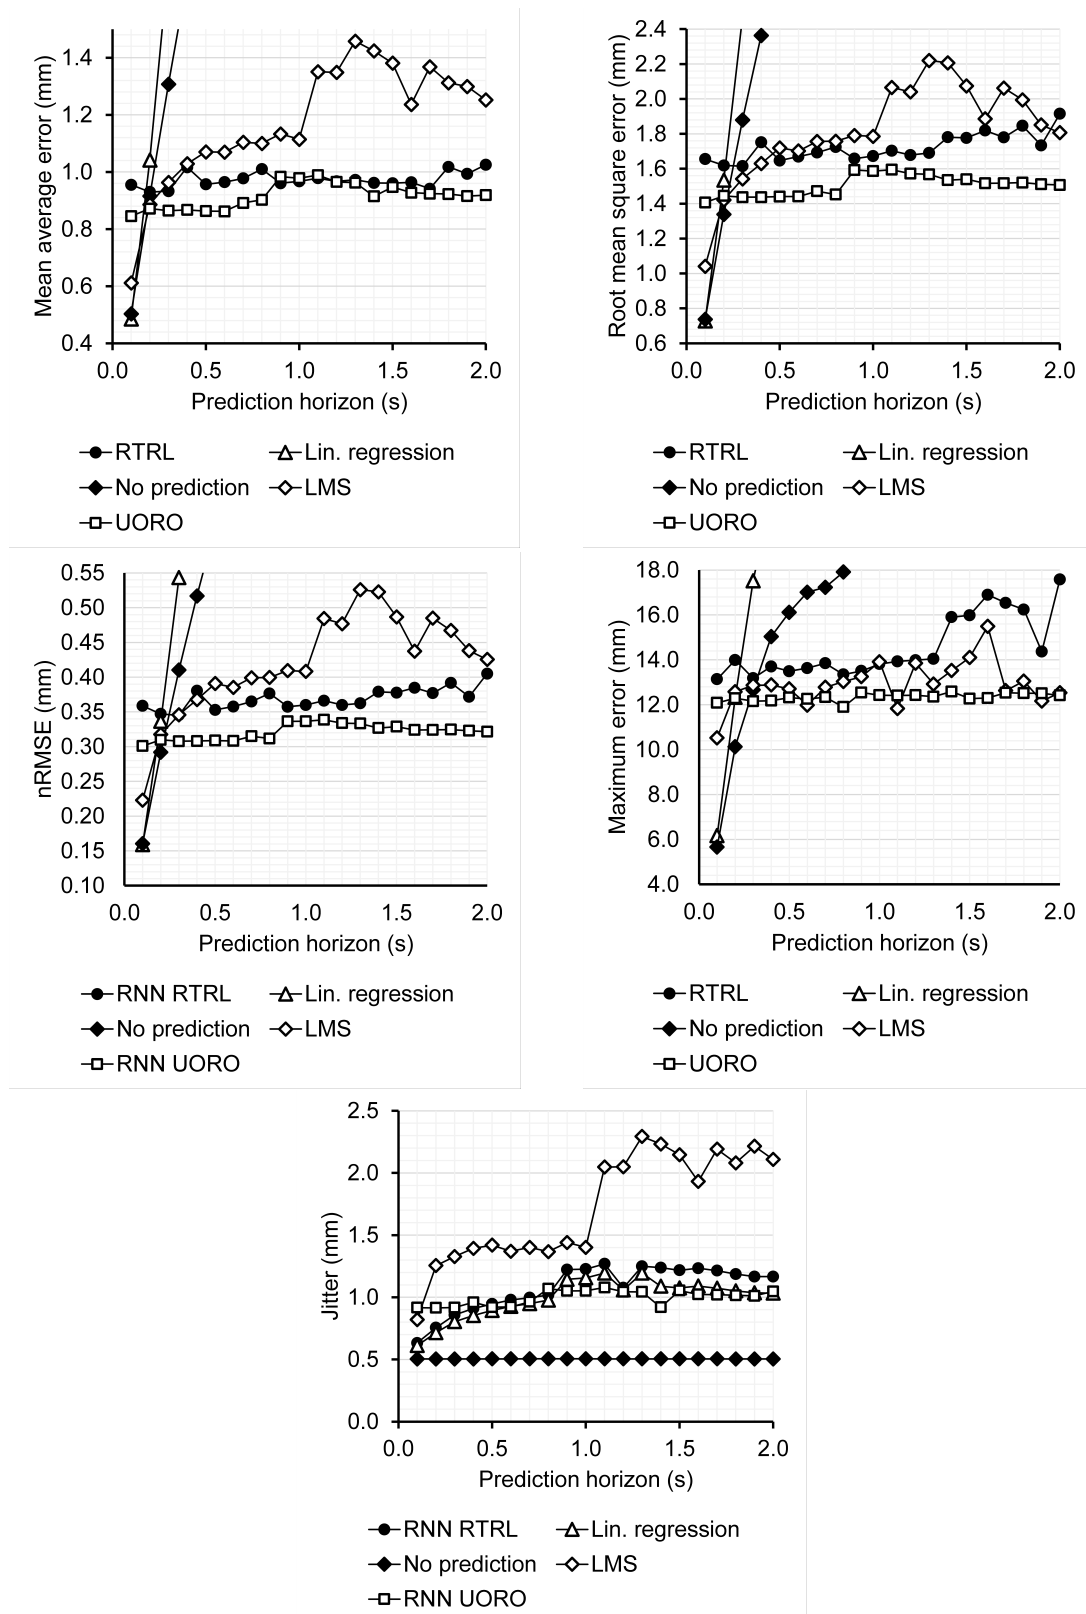 Mean average error (mm)
1.4
1.2
1.0
0.8
0.6
0.4
0.0 0.5 1.0 1.5 2.0
Prediction horizon (s)
RTRL Lin. regression
No prediction LMS
UORO
Root mean square error (mm)
2.4
2.2
2.0
1.8
1.6
1.4
1.2
1.0
0.8
0.6
0.0 0.5 1.0 1.5 2.0
Prediction horizon (s)
RTRL Lin. regression
No prediction LMS
UORO
nRMSE (mm)
0.55
0.50
0.45
0.40
0.35
0.30
0.25
0.20
0.15
0.10
0.0 0.5 1.0 1.5 2.0
Prediction horizon (s)
RNN RTRL Lin. regression
No prediction LMS
RNN UORO
Maximum error (mm)
18.0
16.0
14.0
12.0
10.0
8.0
6.0
4.0
0.0 0.5 1.0 1.5 2.0
Prediction horizon (s)
RTRL Lin. regression
No prediction LMS
UORO
Jitter (mm)
2.5
2.0
1.5
1.0
0.5
0.0
0.0 0.5 1.0 1.5 2.0
Prediction horizon (s)
RNN RTRL Lin. regression
No prediction LMS
RNN UORO